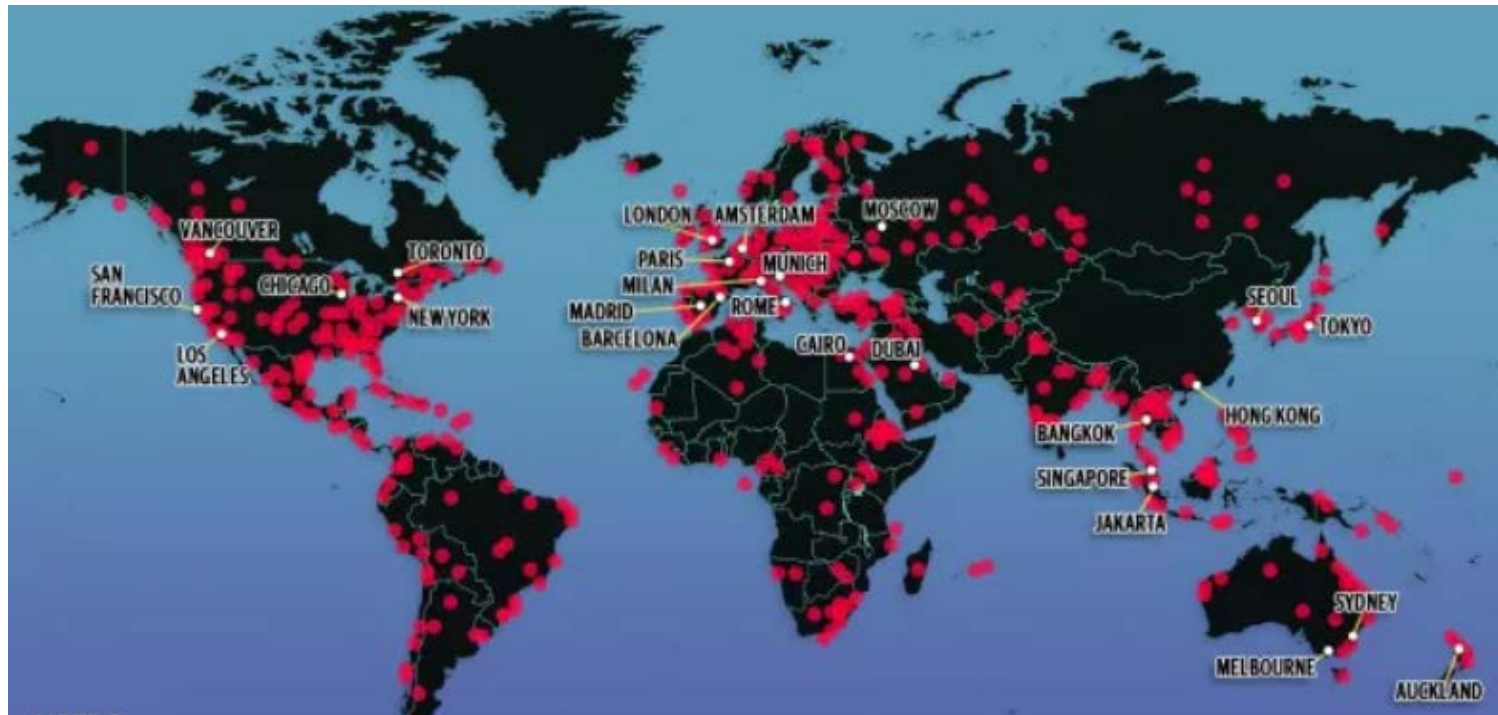 VANCOUVER
SAN
FRANCISCO
LOS
ANGELES
CHICAGO
TORONTO
NEW YORK
LONDON
AMSTERDAM
MOSCOW
PARIS
MUNICH
MILAN
MADRID
ROME
BARCELONA
CAIRO
DUBAI
SEOUL
TOKYO
HONG KONG
BANGKOK
SINGAPORE
JAKARTA
SYDNEY
MELBOURNE
AUCKLAND